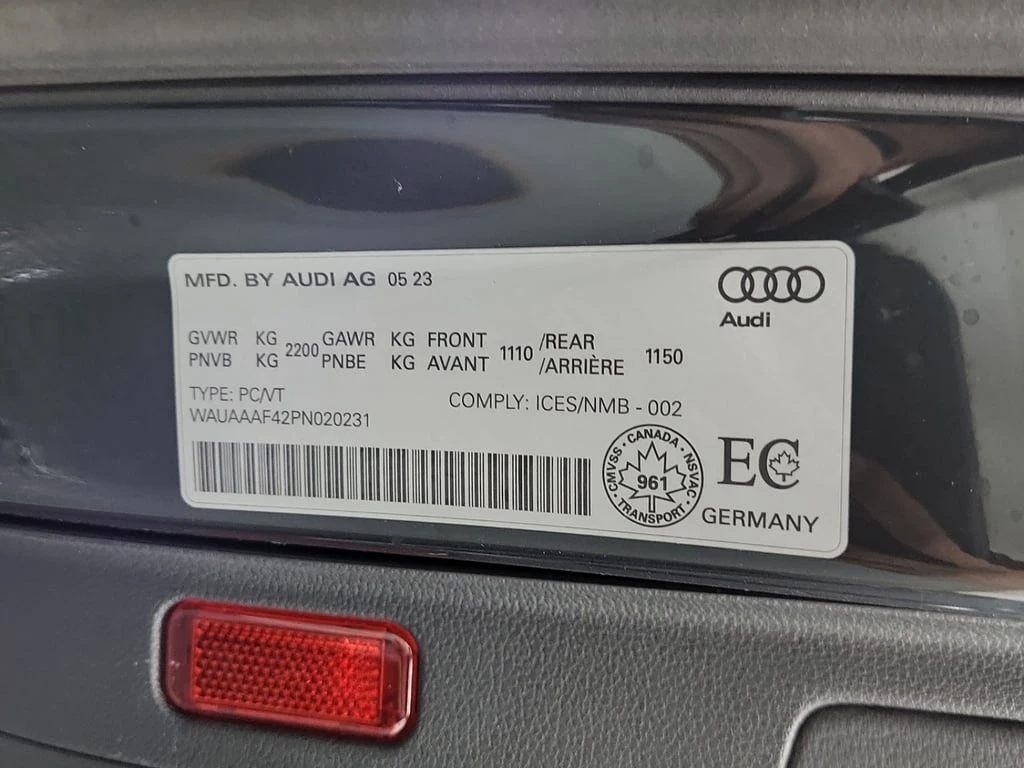 MFD. BY AUDI AG 05 23
Audi
GVWR KG 2200 GAWR KG FRONT 1110 /REAR 1150
PNVB KG PNBE KG AVANT /ARRIÈRE
TYPE: PC/VT
COMPLY: ICES/NMB - 002
WAUAAAF42PN020231
CANADA · NSVAC · TRANSPORT · CMVSS ·
961
EC
GERMANY